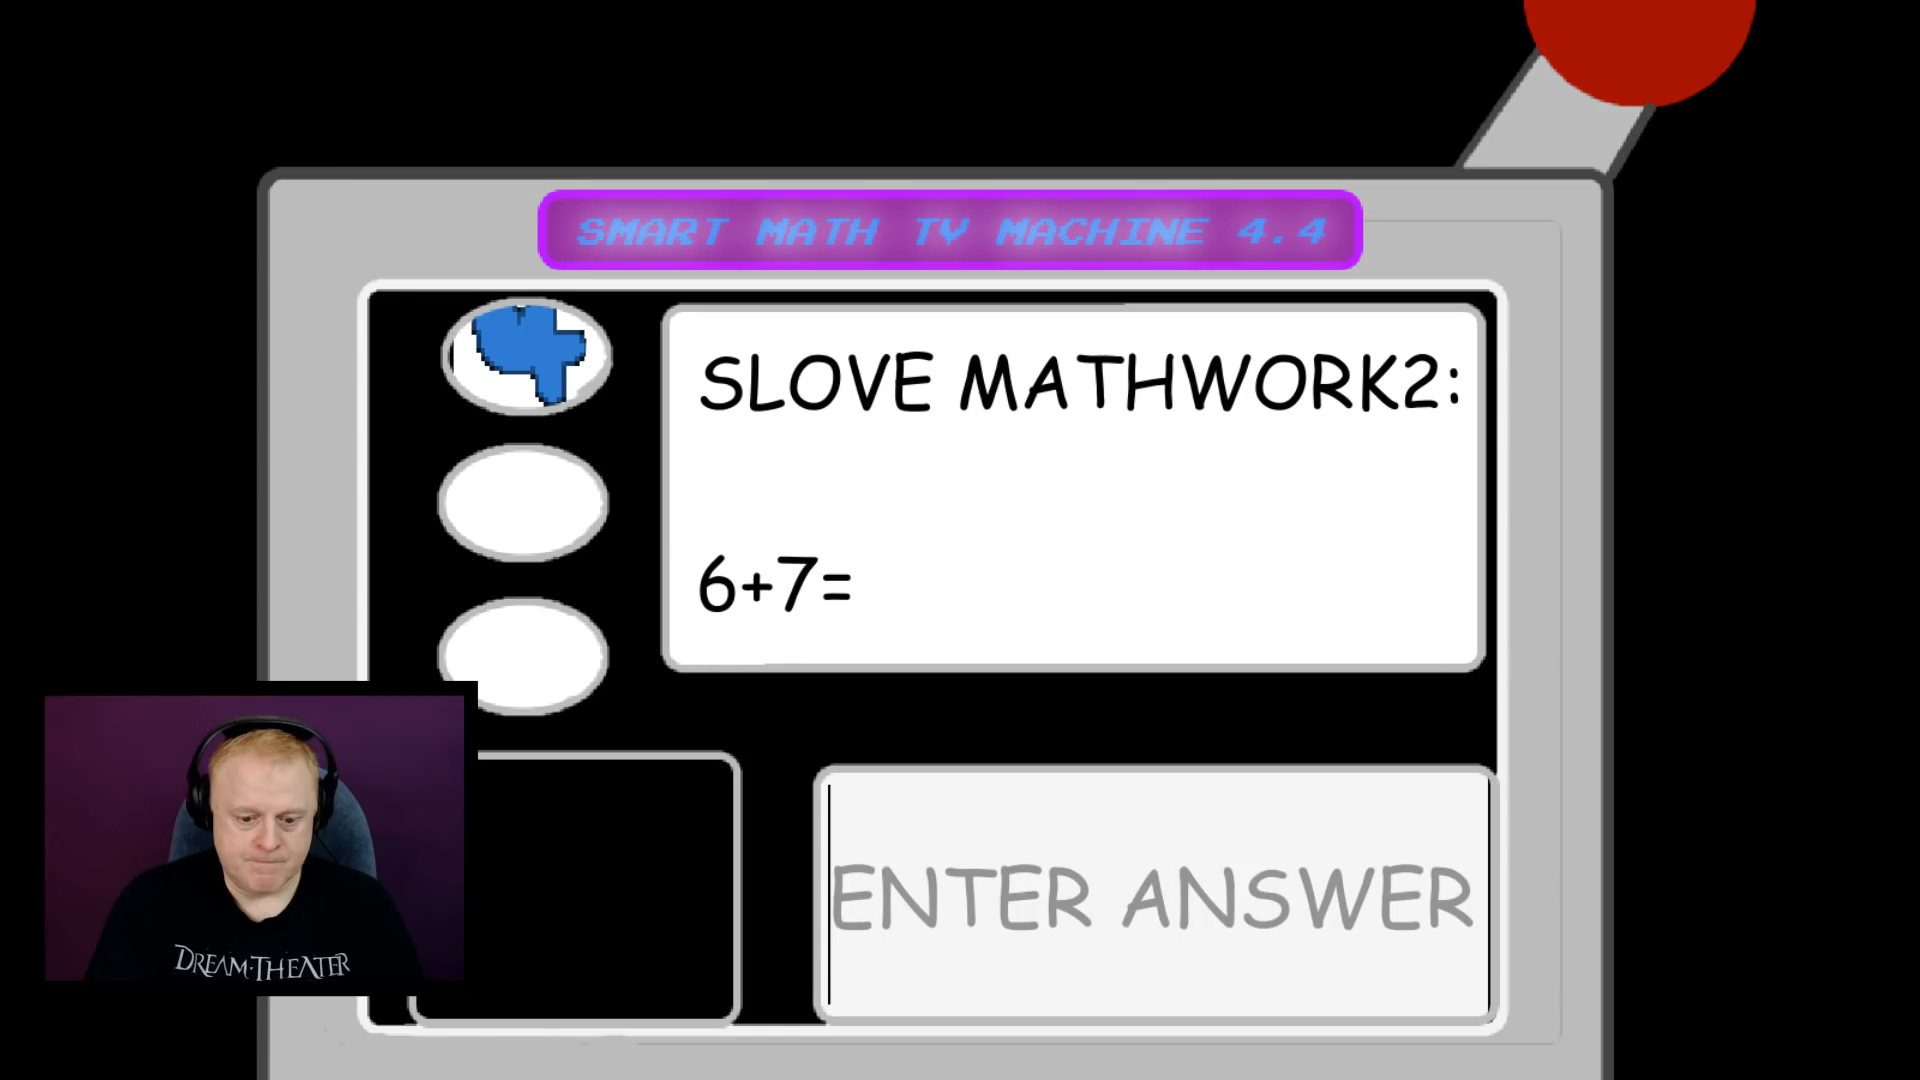 SMART MATH TV MACHINE 4.4
SLOVE MATHWORK2:
6+7=
ENTER ANSWER
DREAM THEATER